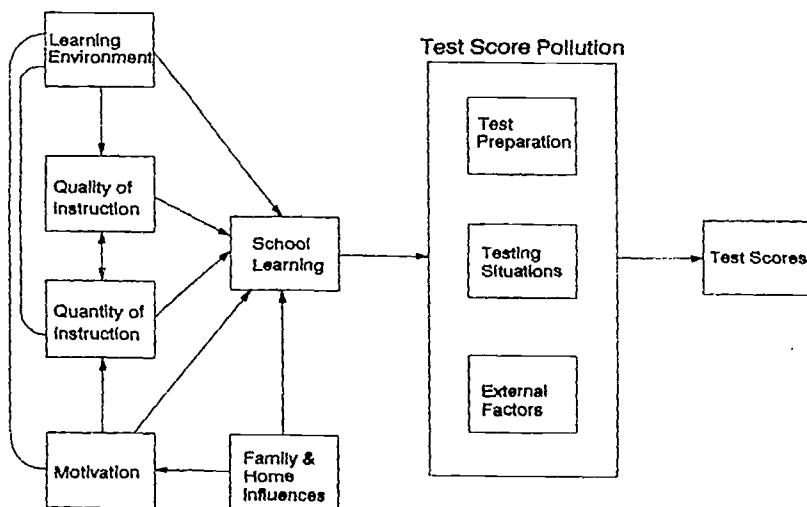 Learning
Environment
Quality of
Instruction
Quantity of
Instruction
Motivation
School
Learning
Family &
Home
Influences
Test Score Pollution
Test
Preparation
Testing
Situations
External
Factors
Test Scores